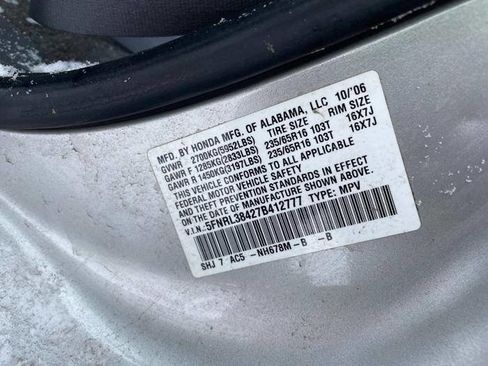 MFD. BY HONDA MFG. OF ALABAMA, LLC 10/'06
GVWR 2700KG(5952LBS) TIRE SIZE RIM SIZE
GAWR F 1285KG(2833LBS) 235/65R16 103T 16X7J
GAWR R 1450KG(3197LBS) 235/65R16 103T 16X7J
THIS VEHICLE CONFORMS TO ALL APPLICABLE
FEDERAL MOTOR VEHICLE SAFETY
AND THEFT PREVENTION STANDARDS IN EFFECT
ON THE DATE OF MANUFACTURE SHOWN ABOVE.
V.I.N. 5FNRL38427B412777 TYPE: MPV
SHJ 7 AC5 -NH678M-B -B